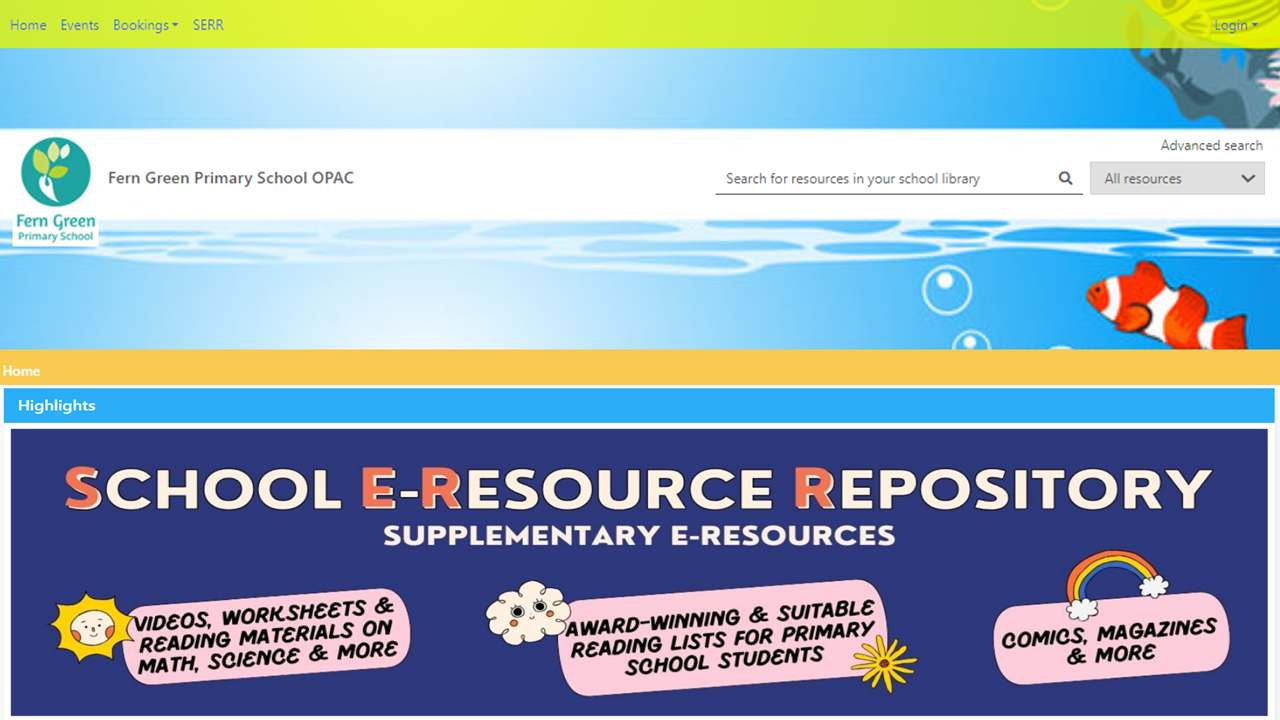 Home Events Bookings SERR Login
Advanced search
Fern Green Primary School OPAC
Search for resources in your school library
All resources
Fern Green
Primary School
Home
Highlights
SCHOOL E-RESOURCE REPOSITORY
SUPPLEMENTARY E-RESOURCES
VIDEOS, WORKSHEETS &
READING MATERIALS ON
MATH, SCIENCE & MORE
AWARD-WINNING & SUITABLE
READING LISTS FOR PRIMARY
SCHOOL STUDENTS
COMICS, MAGAZINES
& MORE